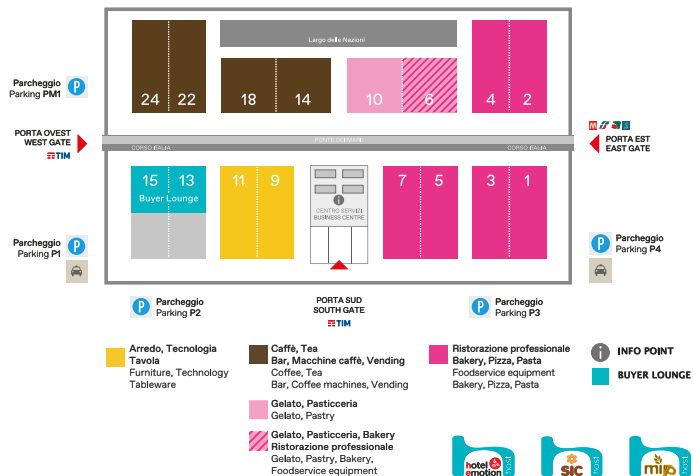 Largo delle Nazioni
24 22
18 14
10 6
4 2
Parcheggio
Parking PM1
P
PORTA OVEST
WEST GATE
TIM
PONTE DEI MARI
CORSO ITALIA
CORSO ITALIA
M
S
PORTA EST
EAST GATE
15 13
Buyer Lounge
11 9
i
CENTRO SERVIZI
BUSINESS CENTRE
7 5
3 1
Parcheggio
Parking P1
P
P
Parcheggio
Parking P4
P
Parcheggio
Parking P2
PORTA SUD
SOUTH GATE
TIM
P
Parcheggio
Parking P3
Arredo, Tecnologia
Tavola
Furniture, Technology
Tableware
Caffè, Tea
Bar, Macchine caffè, Vending
Coffee, Tea
Bar, Coffee machines, Vending
Gelato, Pasticceria
Gelato, Pastry
Gelato, Pasticceria, Bakery
Ristorazione professionale
Gelato, Pastry, Bakery,
Foodservice equipment
Ristorazione professionale
Bakery, Pizza, Pasta
Foodservice equipment
Bakery, Pizza, Pasta
i INFO POINT
BUYER LOUNGE
hotel
emotion
host
SIC
host
mipp
host